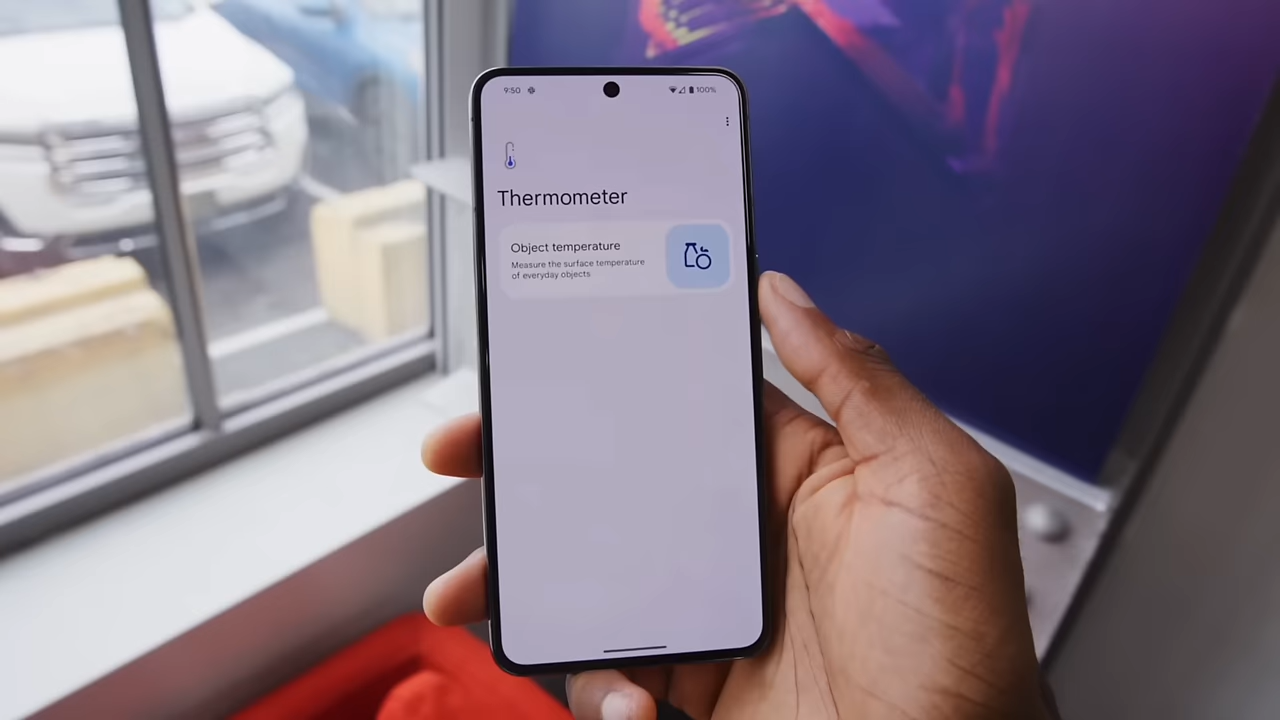 9:50
100%
Thermometer
Object temperature
Measure the surface temperature
of everyday objects